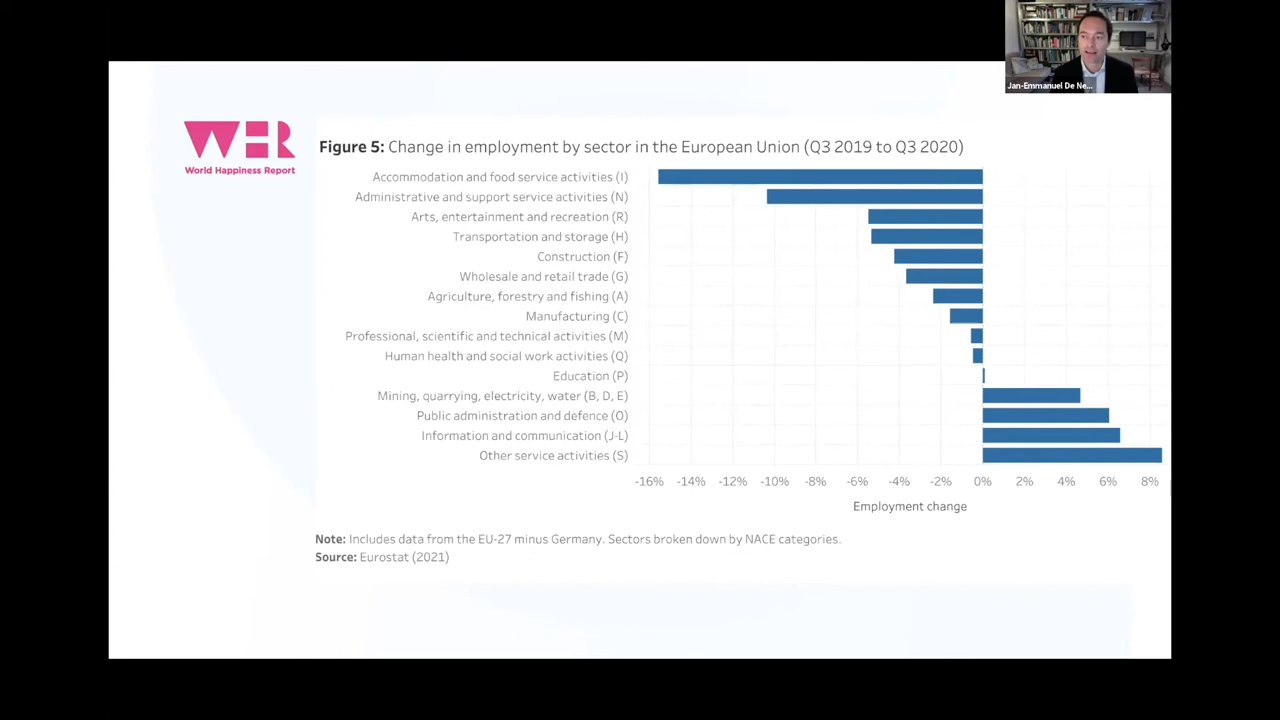 Jan-Emmanuel De Ne...
WHR
World Happiness Report
Figure 5: Change in employment by sector in the European Union (Q3 2019 to Q3 2020)
Accommodation and food service activities (I)
Administrative and support service activities (N)
Arts, entertainment and recreation (R)
Transportation and storage (H)
Construction (F)
Wholesale and retail trade (G)
Agriculture, forestry and fishing (A)
Manufacturing (C)
Professional, scientific and technical activities (M)
Human health and social work activities (Q)
Education (P)
Mining, quarrying, electricity, water (B, D, E)
Public administration and defence (O)
Information and communication (J-L)
Other service activities (S)
-16% -14% -12% -10% -8% -6% -4% -2% 0% 2% 4% 6% 8%
Employment change
Note: Includes data from the EU-27 minus Germany. Sectors broken down by NACE categories.
Source: Eurostat (2021)